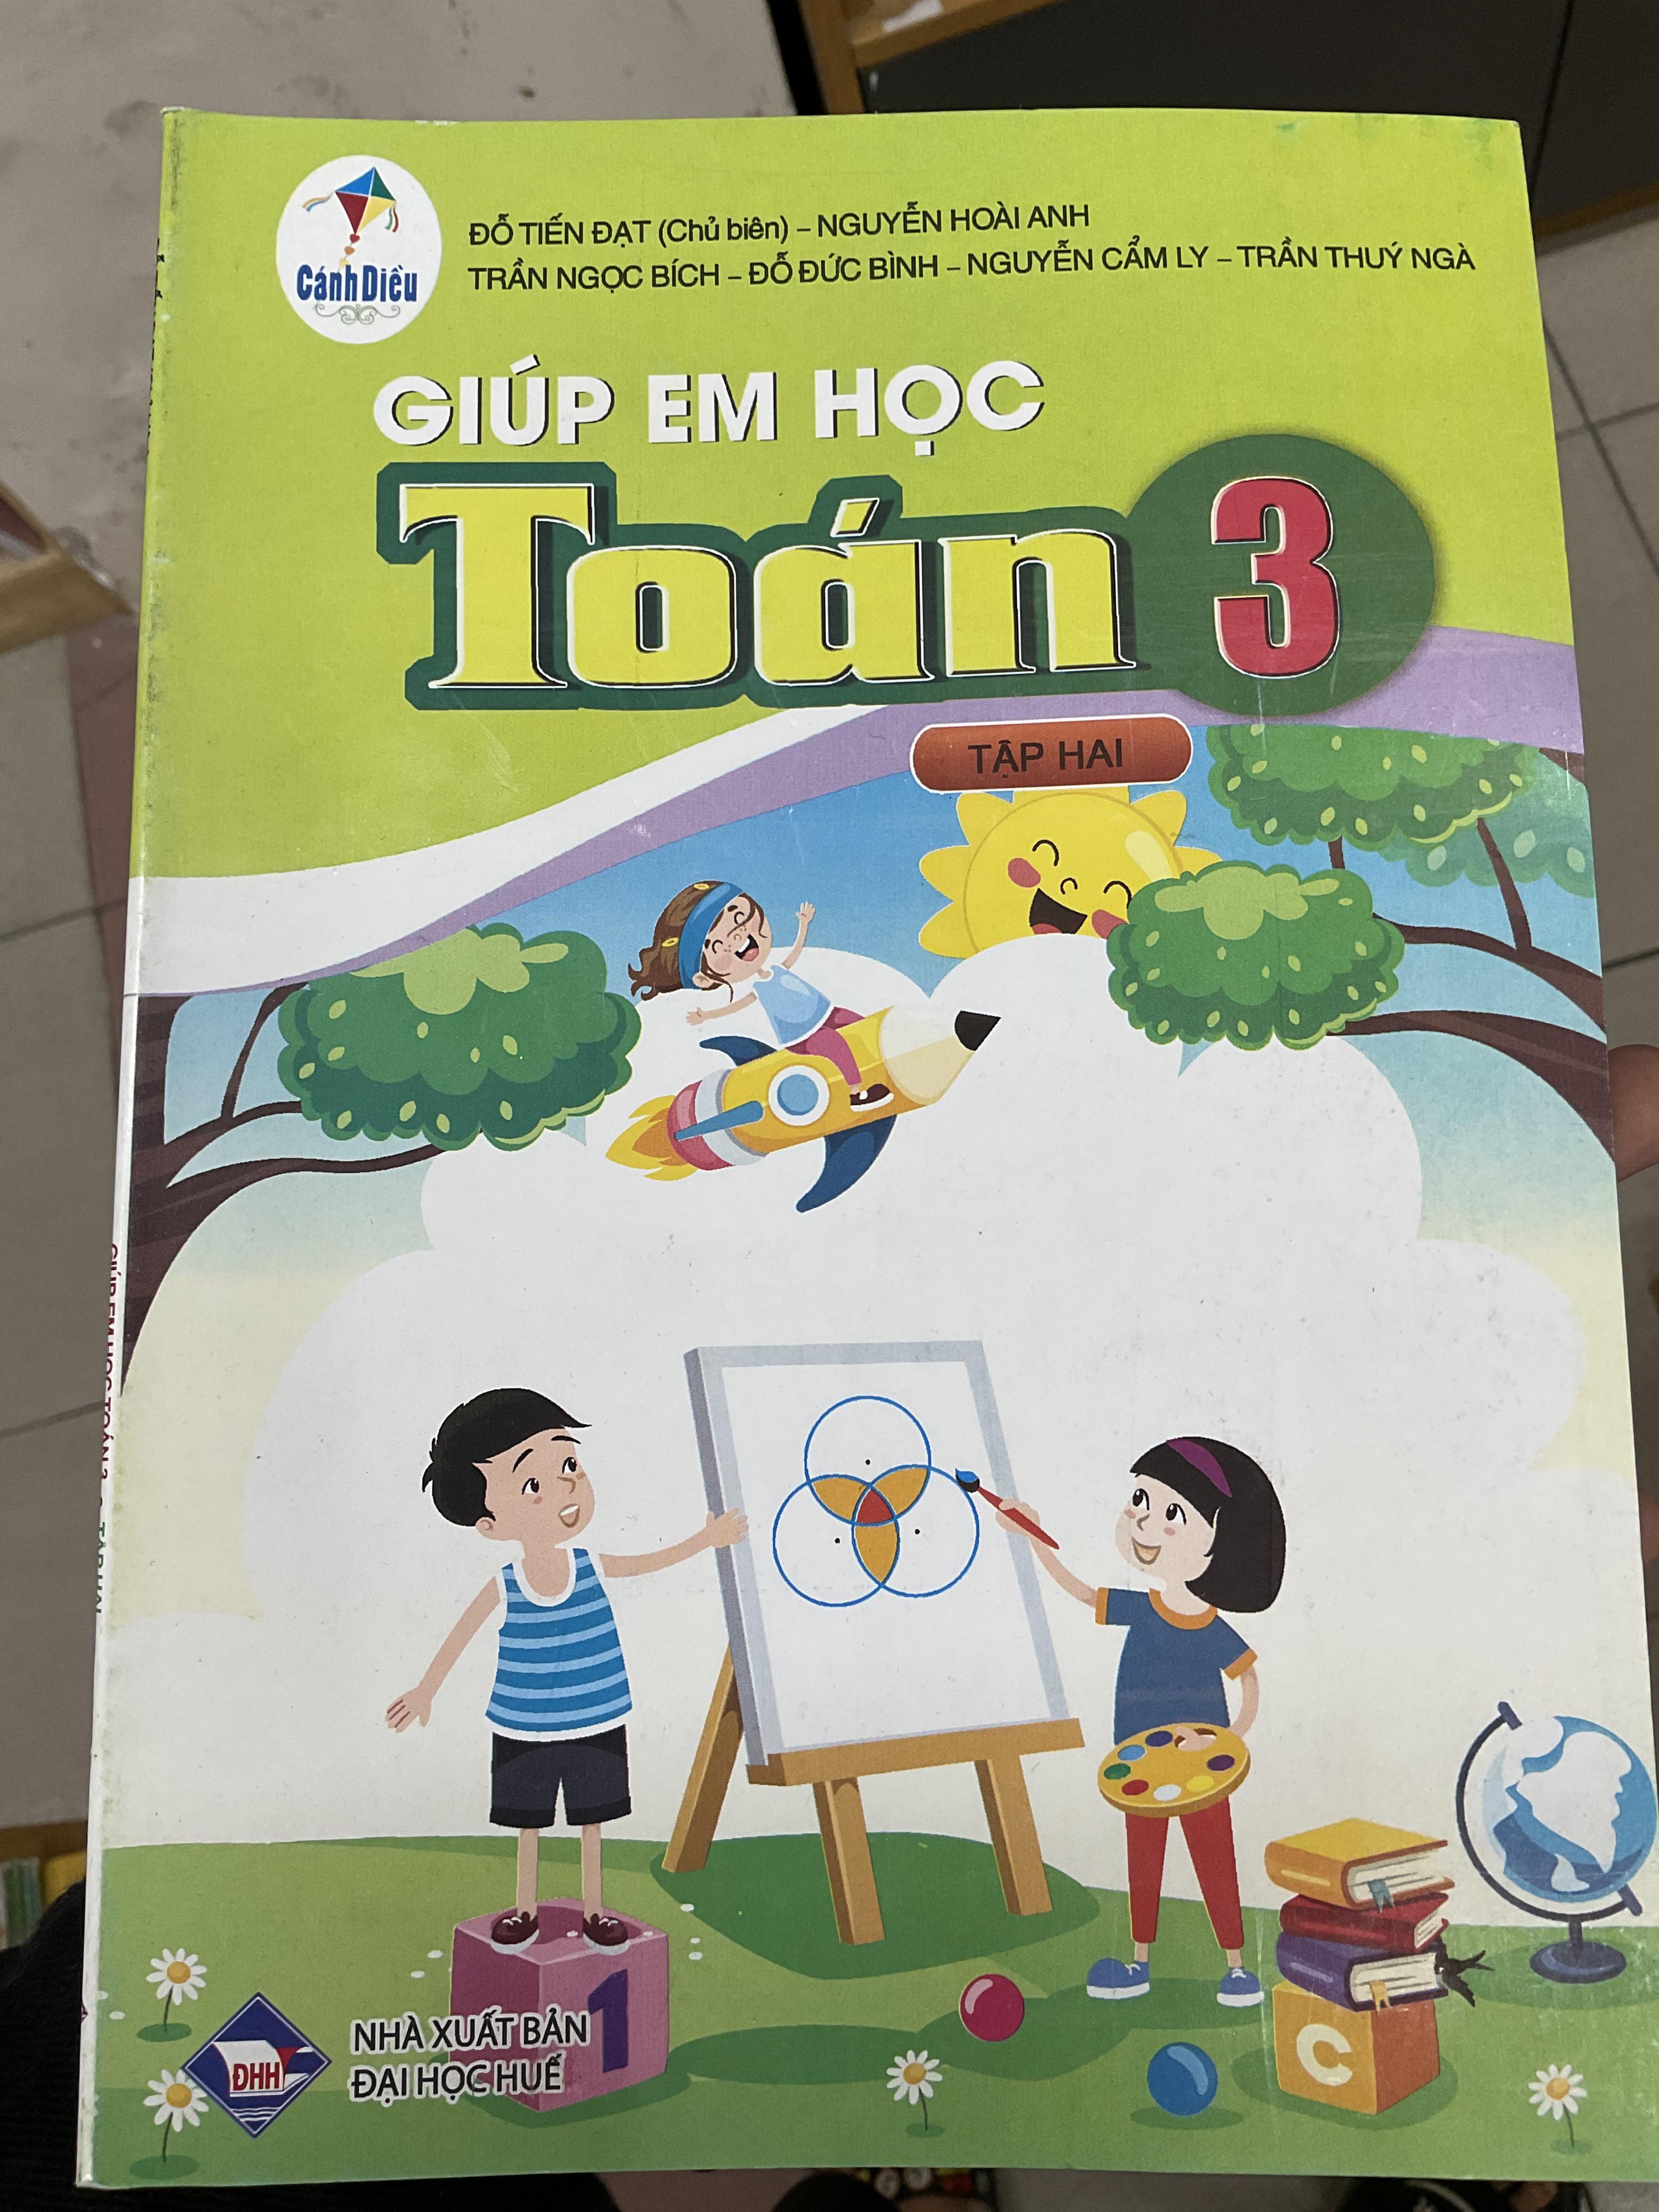 Cánh Diều
ĐỖ TIẾN ĐẠT (Chủ biên) – NGUYỄN HOÀI ANH
TRẦN NGỌC BÍCH – ĐỖ ĐỨC BÌNH – NGUYỄN CẨM LY – TRẦN THUÝ NGÀ
GIÚP EM HỌC
Toán 3
TẬP HAI
1
C
ĐHH
NHÀ XUẤT BẢN
ĐẠI HỌC HUẾ